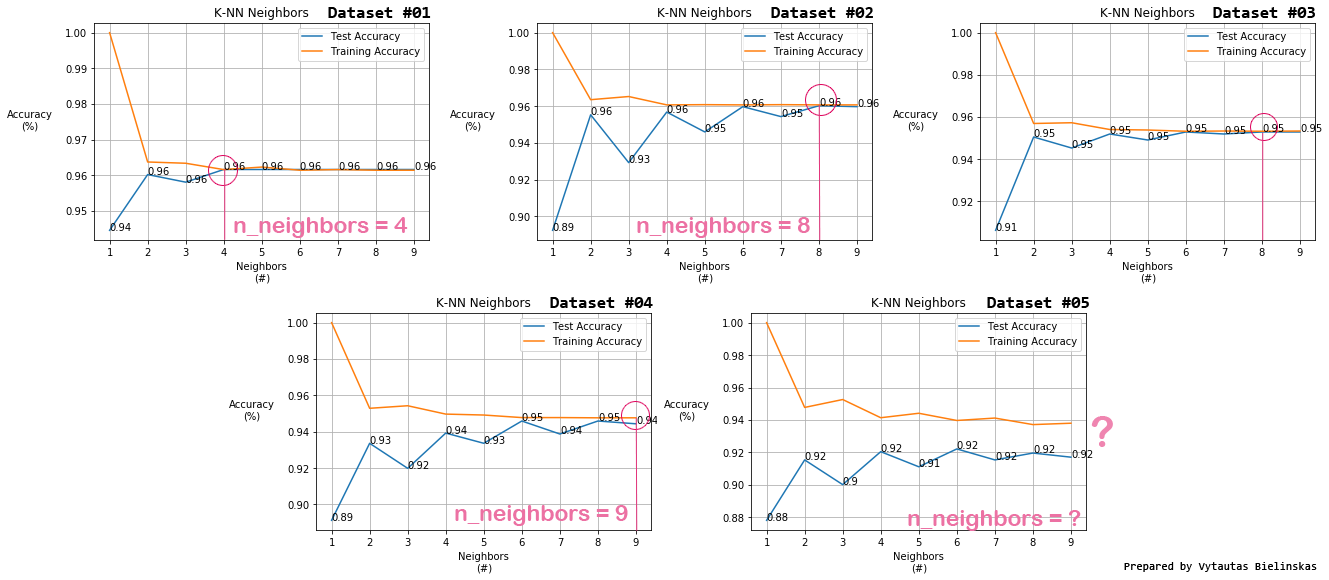 K-NN Neighbors Dataset #01
Test Accuracy
Training Accuracy
Accuracy
(%)
1.00
0.99
0.98
0.97
0.96
0.95
0.94
0.96
0.96
0.96
0.96
0.96
0.96
0.96
0.96
n_neighbors = 4
1 2 3 4 5 6 7 8 9
Neighbors
(#)
K-NN Neighbors Dataset #02
Test Accuracy
Training Accuracy
Accuracy
(%)
1.00
0.98
0.96
0.94
0.92
0.90
0.89
0.96
0.93
0.96
0.95
0.96
0.95
0.96
0.96
n_neighbors = 8
1 2 3 4 5 6 7 8 9
Neighbors
(#)
K-NN Neighbors Dataset #03
Test Accuracy
Training Accuracy
Accuracy
(%)
1.00
0.98
0.96
0.94
0.92
0.91
0.95
0.95
0.95
0.95
0.95
0.95
0.95
0.95
1 2 3 4 5 6 7 8 9
Neighbors
(#)
K-NN Neighbors Dataset #04
Test Accuracy
Training Accuracy
Accuracy
(%)
1.00
0.98
0.96
0.94
0.92
0.90
0.89
0.93
0.92
0.94
0.93
0.95
0.94
0.95
0.94
n_neighbors = 9
1 2 3 4 5 6 7 8 9
Neighbors
(#)
K-NN Neighbors Dataset #05
Test Accuracy
Training Accuracy
Accuracy
(%)
1.00
0.98
0.96
0.94
0.92
0.90
0.88
0.88
0.92
0.9
0.92
0.91
0.92
0.92
0.92
0.92
?
n_neighbors = ?
1 2 3 4 5 6 7 8 9
Neighbors
(#)
Prepared by Vytautas Bielinskas